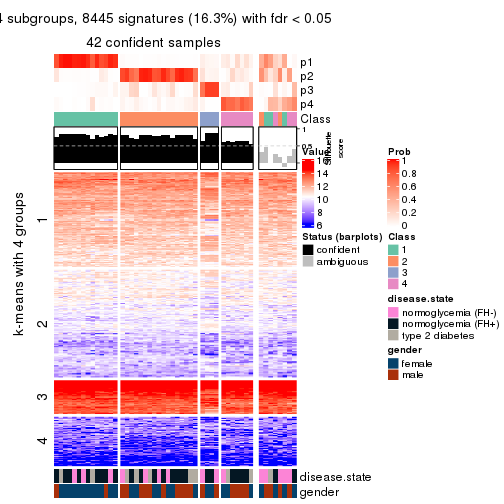 4 subgroups, 8445 signatures (16.3%) with fdr < 0.05
42 confident samples
p1
p2
p3
p4
Class
1
0.5
Silhouette
score
k-means with 4 groups
1
2
3
4
disease.state
gender
Value
16
14
12
10
8
6
Prob
1
0.8
0.6
0.4
0.2
0
Status (barplots)
confident
ambiguous
Class
1
2
3
4
disease.state
normoglycemia (FH-)
normoglycemia (FH+)
type 2 diabetes
gender
female
male